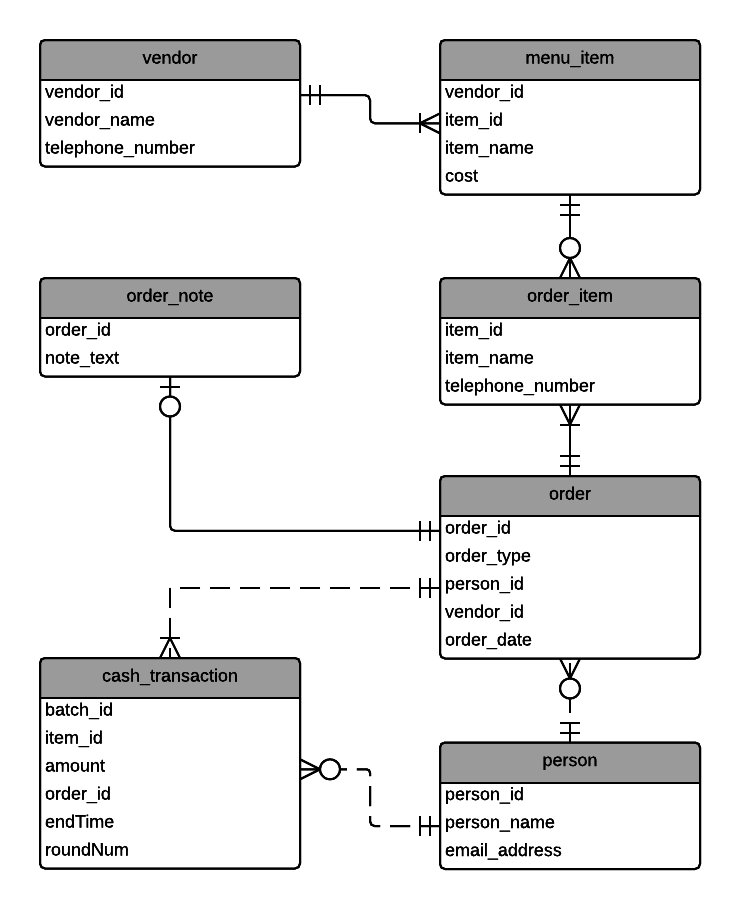 vendor
vendor_id
vendor_name
telephone_number
menu_item
vendor_id
item_id
item_name
cost
order_note
order_id
note_text
order_item
item_id
item_name
telephone_number
order
order_id
order_type
person_id
vendor_id
order_date
cash_transaction
batch_id
item_id
amount
order_id
endTime
roundNum
person
person_id
person_name
email_address